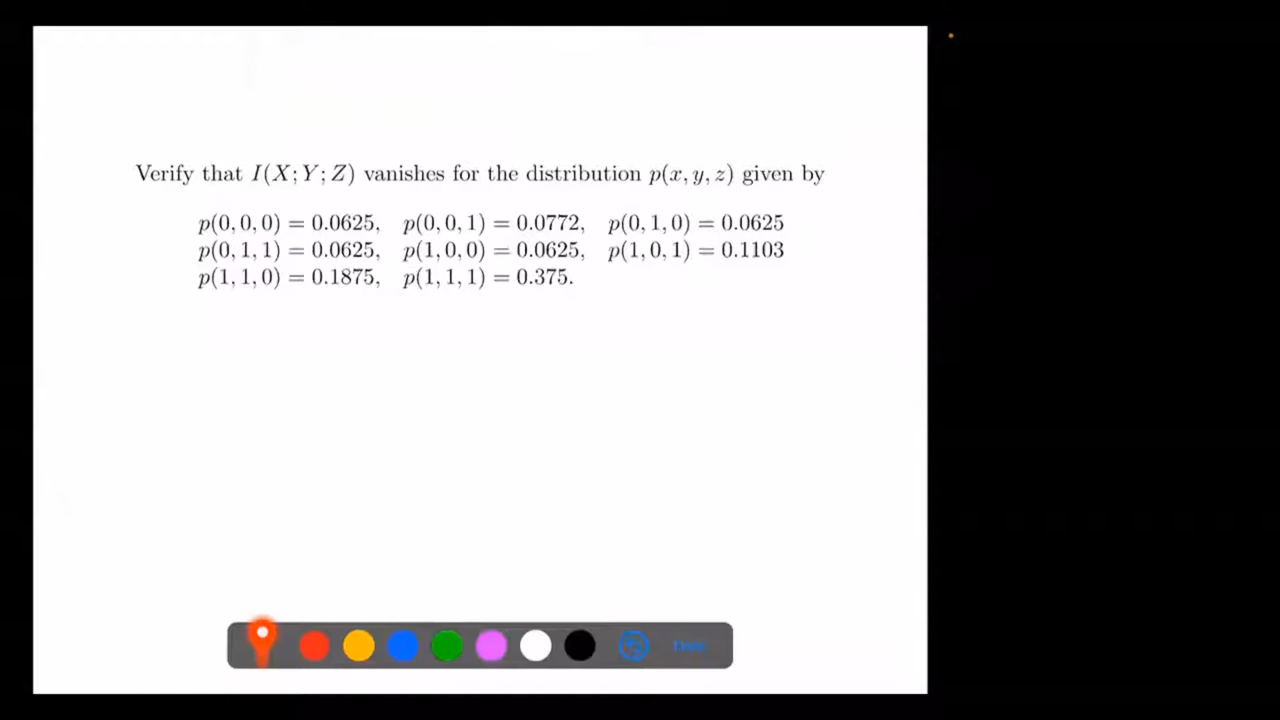 Verify that I(X; Y; Z) vanishes for the distribution p(x, y, z) given by
p(0, 0, 0) = 0.0625, p(0, 0, 1) = 0.0772, p(0, 1, 0) = 0.0625
p(0, 1, 1) = 0.0625, p(1, 0, 0) = 0.0625, p(1, 0, 1) = 0.1103
p(1, 1, 0) = 0.1875, p(1, 1, 1) = 0.375.